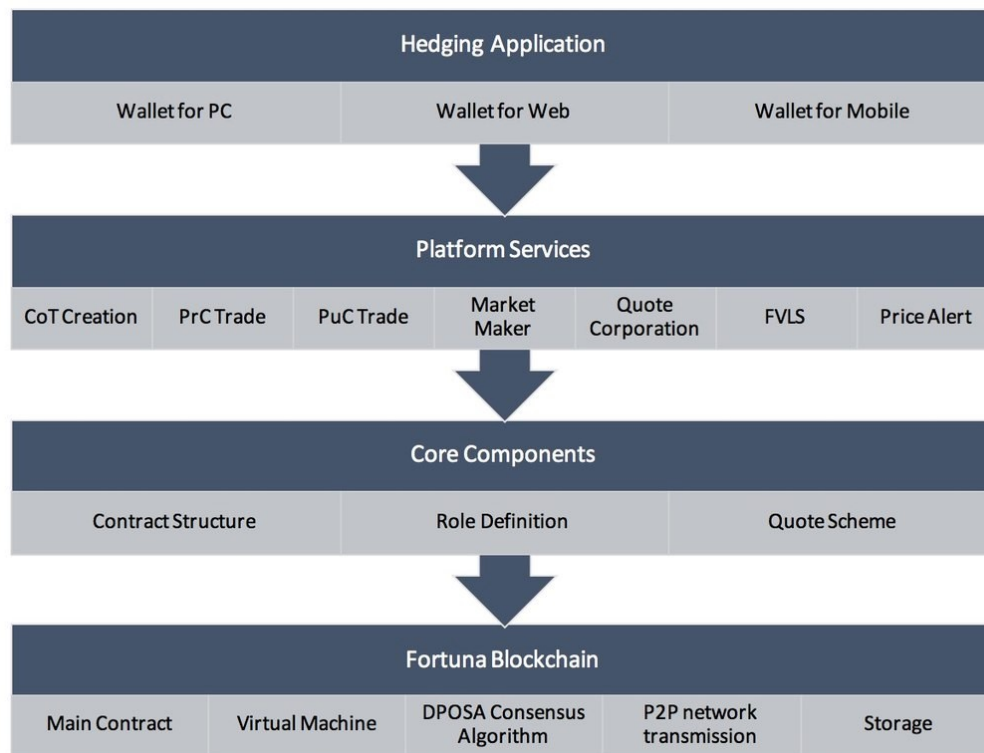 Hedging Application
Wallet for PC
Wallet for Web
Wallet for Mobile
Platform Services
CoT Creation
PrC Trade
PuC Trade
Market
Maker
Quote
Corporation
FVLS
Price Alert
Core Components
Contract Structure
Role Definition
Quote Scheme
Fortuna Blockchain
Main Contract
Virtual Machine
DPOSA Consensus
Algorithm
P2P network
transmission
Storage